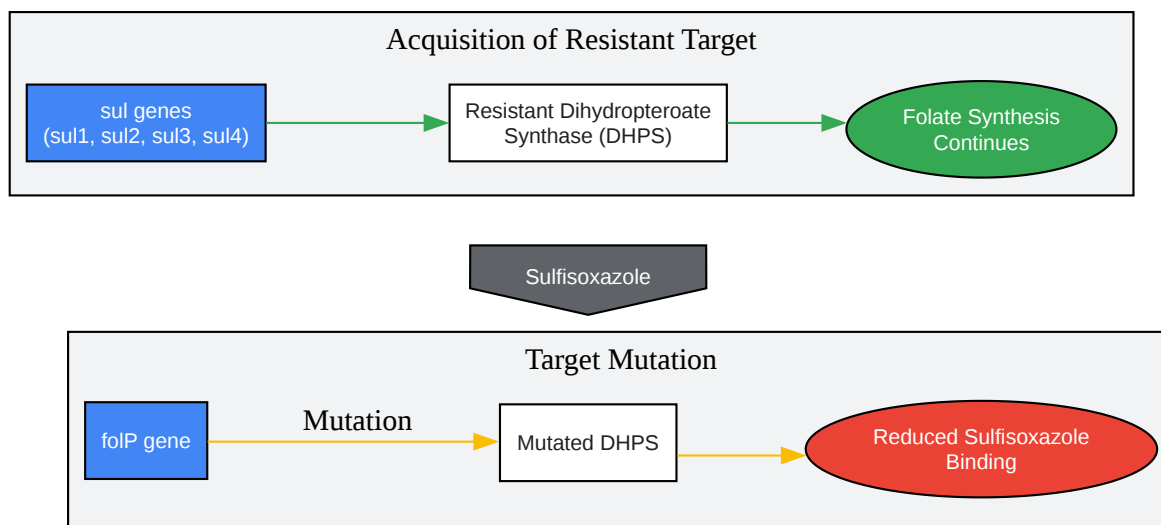 Acquisition of Resistant Target
sul genes
(sul1, sul2, sul3, sul4)
Resistant Dihydropteroate
Synthase (DHPS)
Folate Synthesis
Continues
Sulfisoxazole
Target Mutation
folP gene
Mutation
Mutated DHPS
Reduced Sulfisoxazole
Binding